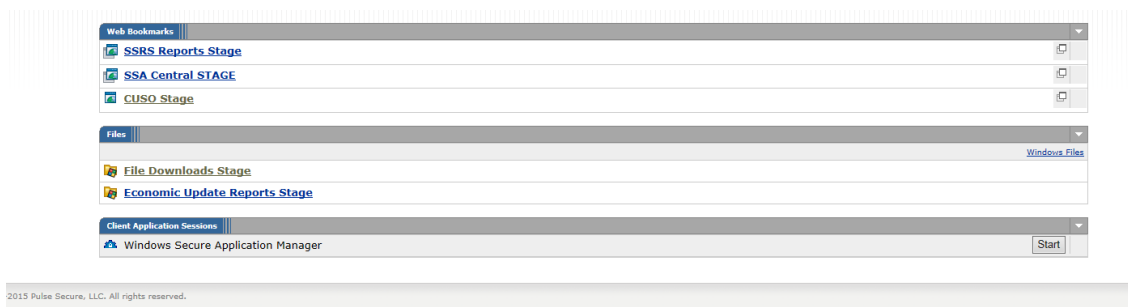 Web Bookmarks
SSRS Reports Stage
SSA Central STAGE
CUSO Stage
Files
Windows Files
File Downloads Stage
Economic Update Reports Stage
Client Application Sessions
Windows Secure Application Manager
Start
2015 Pulse Secure, LLC. All rights reserved.